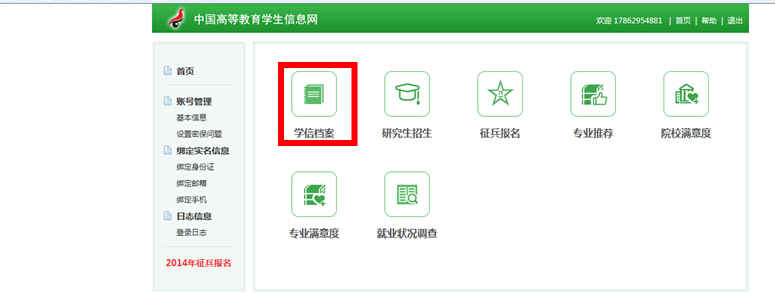 中国高等教育学生信息网
欢迎 17862954881 | 首页 | 帮助 | 退出
首页
账号管理
基本信息
设置密保问题
绑定实名信息
绑定身份证
绑定邮箱
绑定手机
日志信息
登录日志
2014年征兵报名
学信档案
研究生招生
征兵报名
专业推荐
院校满意度
专业满意度
就业状况调查